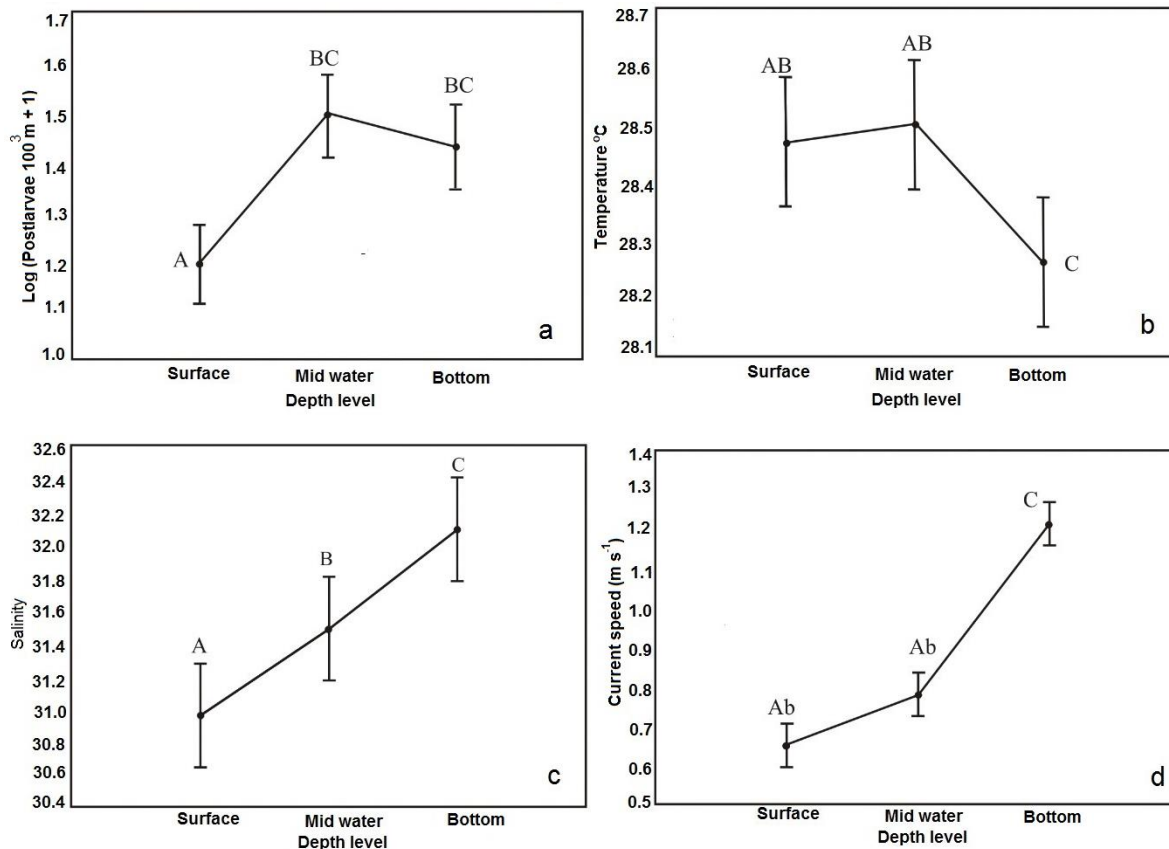 1.7
1.6
1.5
1.4
1.3
1.2
1.1
1.0
Log (Postlarvae 100³m + 1)
A
BC
BC
a
Surface
Mid water
Bottom
Depth level
28.7
28.6
28.5
28.4
28.3
28.2
28.1
Temperature ºC
AB
AB
C
b
Surface
Mid water
Bottom
Depth level
32.6
32.4
32.2
32.0
31.8
31.6
31.4
31.2
31.0
30.8
30.6
30.4
Salinity
A
B
C
c
Surface
Mid water
Bottom
Depth level
1.4
1.3
1.2
1.1
1.0
0.9
0.8
0.7
0.6
0.5
Current speed (m s⁻¹)
Ab
Ab
C
d
Surface
Mid water
Bottom
Depth level